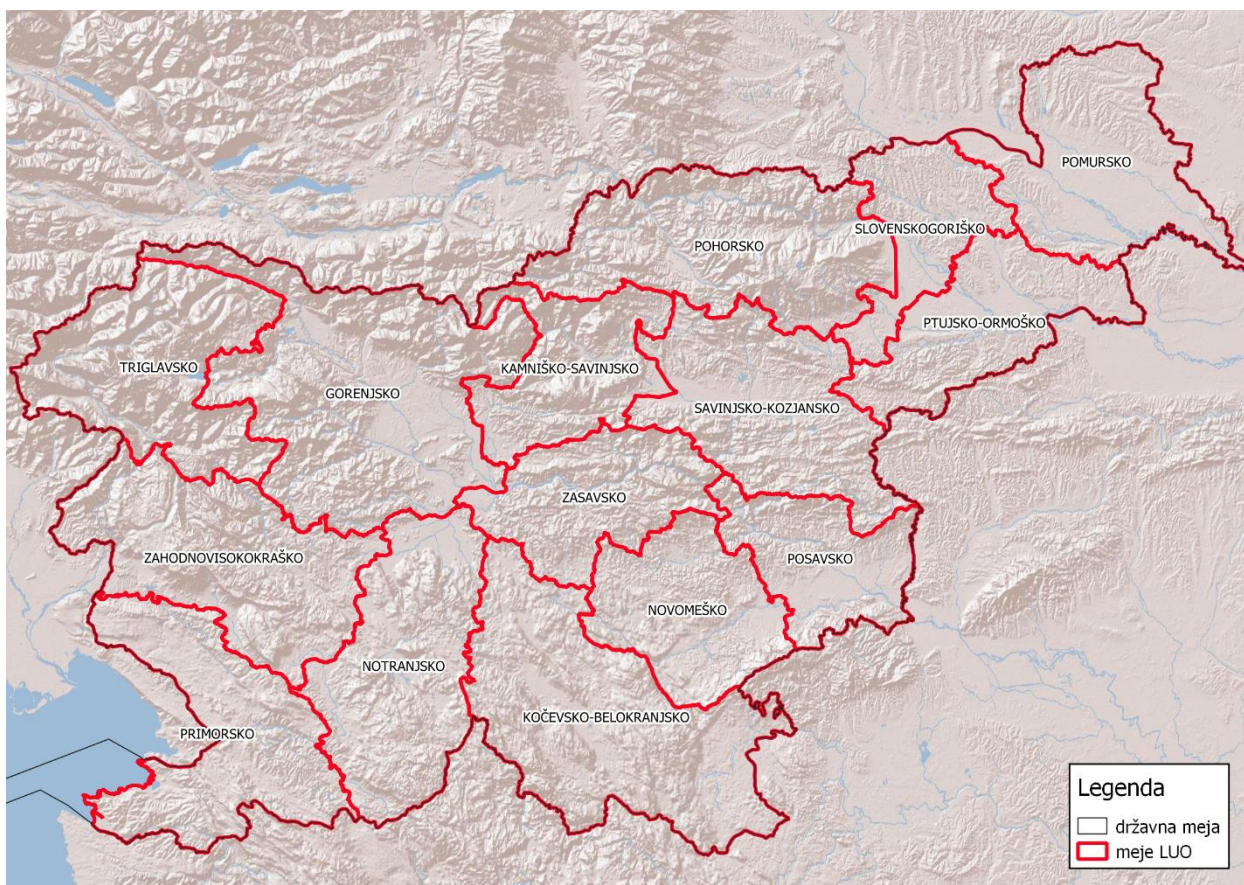 POMURSKO
SLOVENSKOGORIŠKO
POHORSKO
PTUJSKO-ORMOŠKO
TRIGLAVSKO
KAMNIŠKO-SAVINJSKO
GORENJSKO
SAVINJSKO-KOZJANSKO
ZASAVSKO
ZAHODNOVISOKOKRAŠKO
POSAVSKO
NOVOMEŠKO
NOTRANJSKO
KOČEVSKO-BELOKRANJSKO
PRIMORSKO
Legenda
državna meja
meje LUO